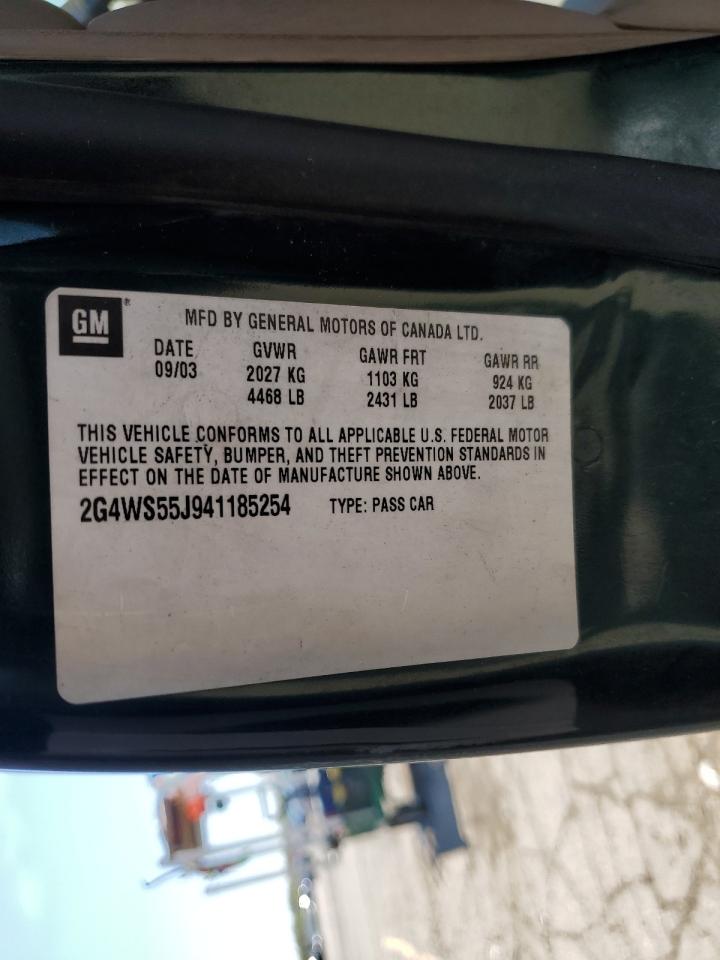 GM®
MFD BY GENERAL MOTORS OF CANADA LTD.
DATE GVWR GAWR FRT GAWR RR
09/03 2027 KG 1103 KG 924 KG
4468 LB 2431 LB 2037 LB
THIS VEHICLE CONFORMS TO ALL APPLICABLE U.S. FEDERAL MOTOR
VEHICLE SAFETY, BUMPER, AND THEFT PREVENTION STANDARDS IN
EFFECT ON THE DATE OF MANUFACTURE SHOWN ABOVE.
2G4WS55J941185254 TYPE: PASS CAR